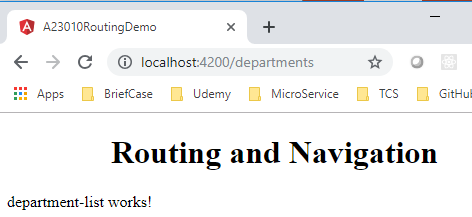 A23010RoutingDemo
localhost:4200/departments
Apps BriefCase Udemy MicroService TCS GitHu
Routing and Navigation
department-list works!